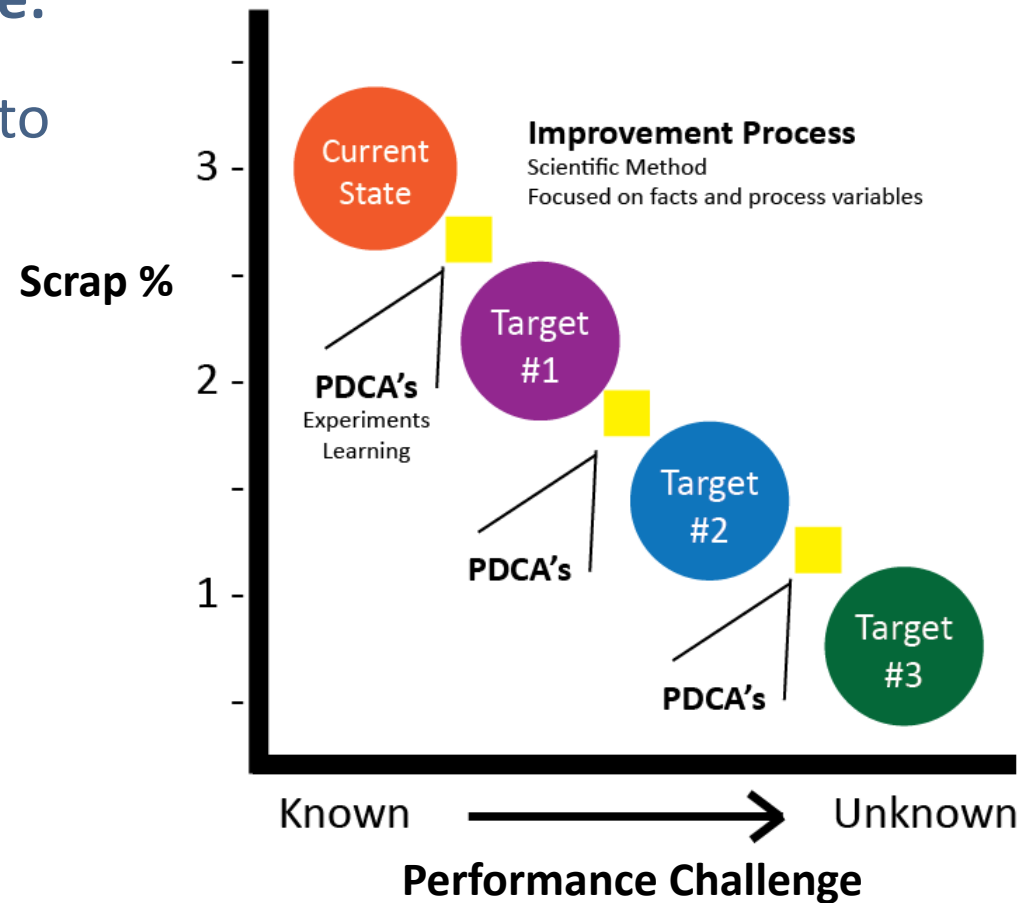 e.
to
Improvement Process
Scientific Method
Focused on facts and process variables
Scrap %
3
2
1
Current
State
Target
#1
Target
#2
Target
#3
PDCA's
Experiments
Learning
PDCA's
PDCA's
Known
Unknown
Performance Challenge